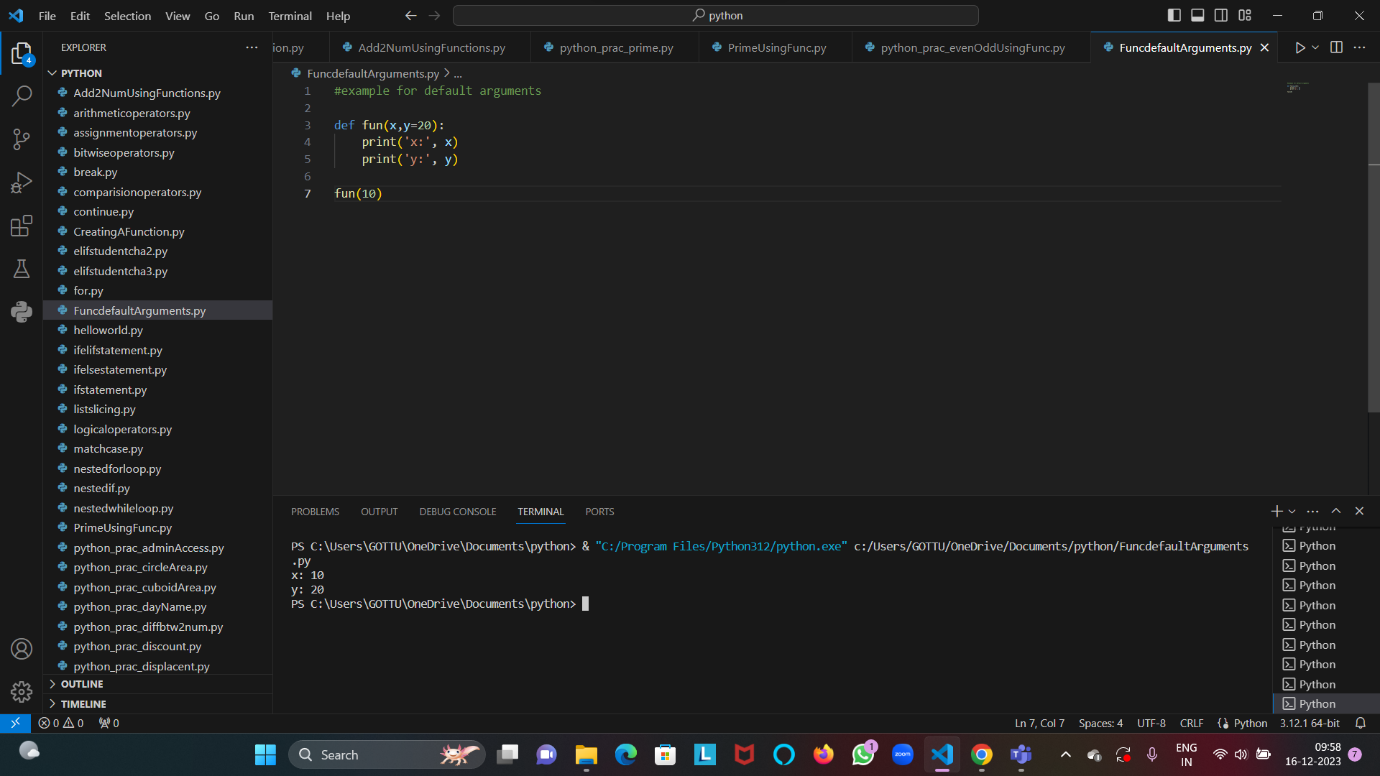 File Edit Selection View Go Run Terminal Help
python
EXPLORER
ion.py Add2NumUsingFunctions.py python_prac_prime.py PrimeUsingFunc.py python_prac_evenOddUsingFunc.py FuncdefaultArguments.py
4
PYTHON
Add2NumUsingFunctions.py
arithmeticoperators.py
assignmentoperators.py
bitwiseoperators.py
break.py
comparisionoperators.py
continue.py
CreatingAFunction.py
elifstudentcha2.py
elifstudentcha3.py
for.py
FuncdefaultArguments.py
helloworld.py
ifelifstatement.py
ifelsestatement.py
ifstatement.py
listslicing.py
logicaloperators.py
matchcase.py
nestedforloop.py
nestedif.py
nestedwhileloop.py
PrimeUsingFunc.py
python_prac_adminAccess.py
python_prac_circleArea.py
python_prac_cuboidArea.py
python_prac_dayName.py
python_prac_diffbtw2num.py
python_prac_discount.py
python_prac_displacent.py
OUTLINE
TIMELINE
FuncdefaultArguments.py > ...
1 #example for default arguments
2
3 def fun(x,y=20):
4 print('x:', x)
5 print('y:', y)
6
7 fun(10)
PROBLEMS OUTPUT DEBUG CONSOLE TERMINAL PORTS
PS C:\Users\GOTTU\OneDrive\Documents\python> & "C:/Program Files/Python312/python.exe" c:/Users/GOTTU/OneDrive/Documents/python/FuncdefaultArguments
.py
x: 10
y: 20
PS C:\Users\GOTTU\OneDrive\Documents\python>
Python
Python
Python
Python
Python
Python
Python
Python
Python
Python
0 0 0
Ln 7, Col 7 Spaces: 4 UTF-8 CRLF Python 3.12.1 64-bit
Search
L
1
zoom
ENG
IN
09:58
16-12-2023
7